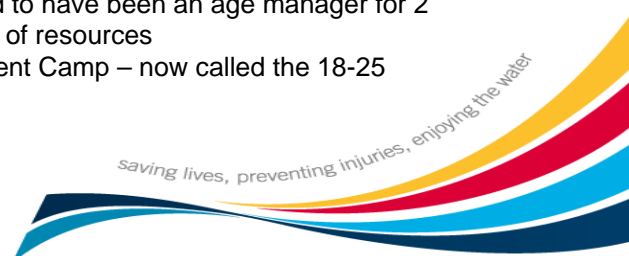 to have been an age manager for 2
of resources
ent Camp – now called the 18-25
saving lives, preventing injuries, enjoying the water